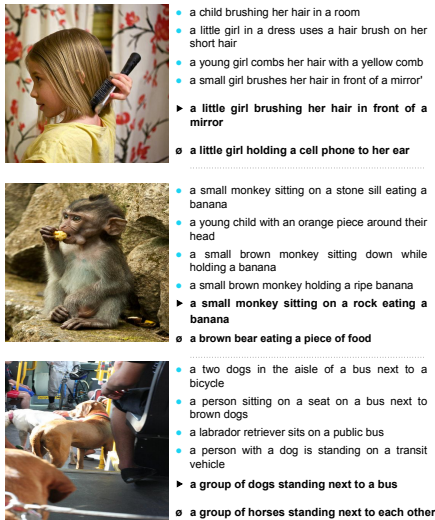 • a child brushing her hair in a room
• a little girl in a dress uses a hair brush on her
short hair
• a young girl combs her hair with a yellow comb
• a small girl brushes her hair in front of a mirror'
▶ a little girl brushing her hair in front of a
mirror
ø a little girl holding a cell phone to her ear
• a small monkey sitting on a stone sill eating a
banana
• a young child with an orange piece around their
head
• a small brown monkey sitting down while
holding a banana
• a small brown monkey holding a ripe banana
▶ a small monkey sitting on a rock eating a
banana
ø a brown bear eating a piece of food
• a two dogs in the aisle of a bus next to a
bicycle
• a person sitting on a seat on a bus next to
brown dogs
• a labrador retriever sits on a public bus
• a person with a dog is standing on a transit
vehicle
▶ a group of dogs standing next to a bus
ø a group of horses standing next to each other